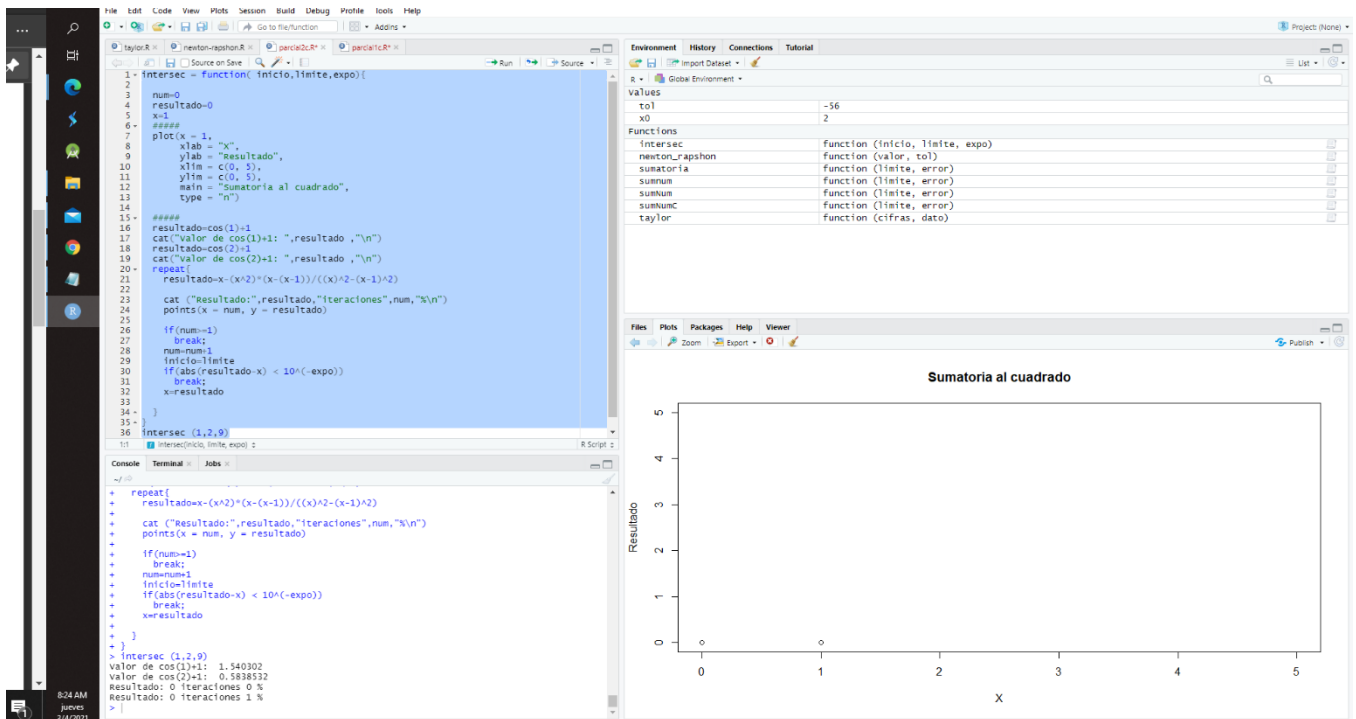 File Edit Code View Plots Session Build Debug Profile Tools Help
Go to file/function Addins
Project: (None)
taylor.R newton-rapshon.R parcial2c.R* parcial1c.R*
Source on Save Run Source
1 intersec = function( inicio,limite,expo){
2
3 num=0
4 resultado=0
5 x=1
6 #####
7 plot(x = 1,
8 xlab = "X",
9 ylab = "Resultado",
10 xlim = c(0, 5),
11 ylim = c(0, 5),
12 main = "Sumatoria al cuadrado",
13 type = "n")
14
15 #####
16 resultado=cos(1)+1
17 cat("Valor de cos(1)+1: ",resultado ,"\n")
18 resultado=cos(2)+1
19 cat("Valor de cos(2)+1: ",resultado ,"\n")
20 repeat{
21 resultado=x-(x^2)*(x-(x-1))/((x)^2-(x-1)^2)
22
23 cat ("Resultado:",resultado,"iteraciones",num,"%\n")
24 points(x = num, y = resultado)
25
26 if(num>=1)
27 break;
28 num=num+1
29 inicio=limite
30 if(abs(resultado-x) < 10^(-expo))
31 break;
32 x=resultado
33
34 }
35 }
36 intersec (1,2,9)
1:1 intersec(inicio, limite, expo) R Script
Console Terminal Jobs
~/
+ repeat{
+ resultado=x-(x^2)*(x-(x-1))/((x)^2-(x-1)^2)
+
+ cat ("Resultado:",resultado,"iteraciones",num,"%\n")
+ points(x = num, y = resultado)
+
+ if(num>=1)
+ break;
+ num=num+1
+ inicio=limite
+ if(abs(resultado-x) < 10^(-expo))
+ break;
+ x=resultado
+
+ }
+ }
> intersec (1,2,9)
Valor de cos(1)+1: 1.540302
Valor de cos(2)+1: 0.5838532
Resultado: 0 iteraciones 0 %
Resultado: 0 iteraciones 1 %
>
Environment History Connections Tutorial
Import Dataset List
R Global Environment
Values
tol -56
x0 2
Functions
intersec function (inicio, limite, expo)
newton_rapshon function (valor, tol)
sumatoria function (limite, error)
sumnum function (limite, error)
sumNum function (limite, error)
sumNumC function (limite, error)
taylor function (cifras, dato)
Files Plots Packages Help Viewer
Zoom Export Publish
Sumatoria al cuadrado
Resultado
5
4
3
2
1
0
0 1 2 3 4 5
X
8:24 AM
jueves
3/4/2021